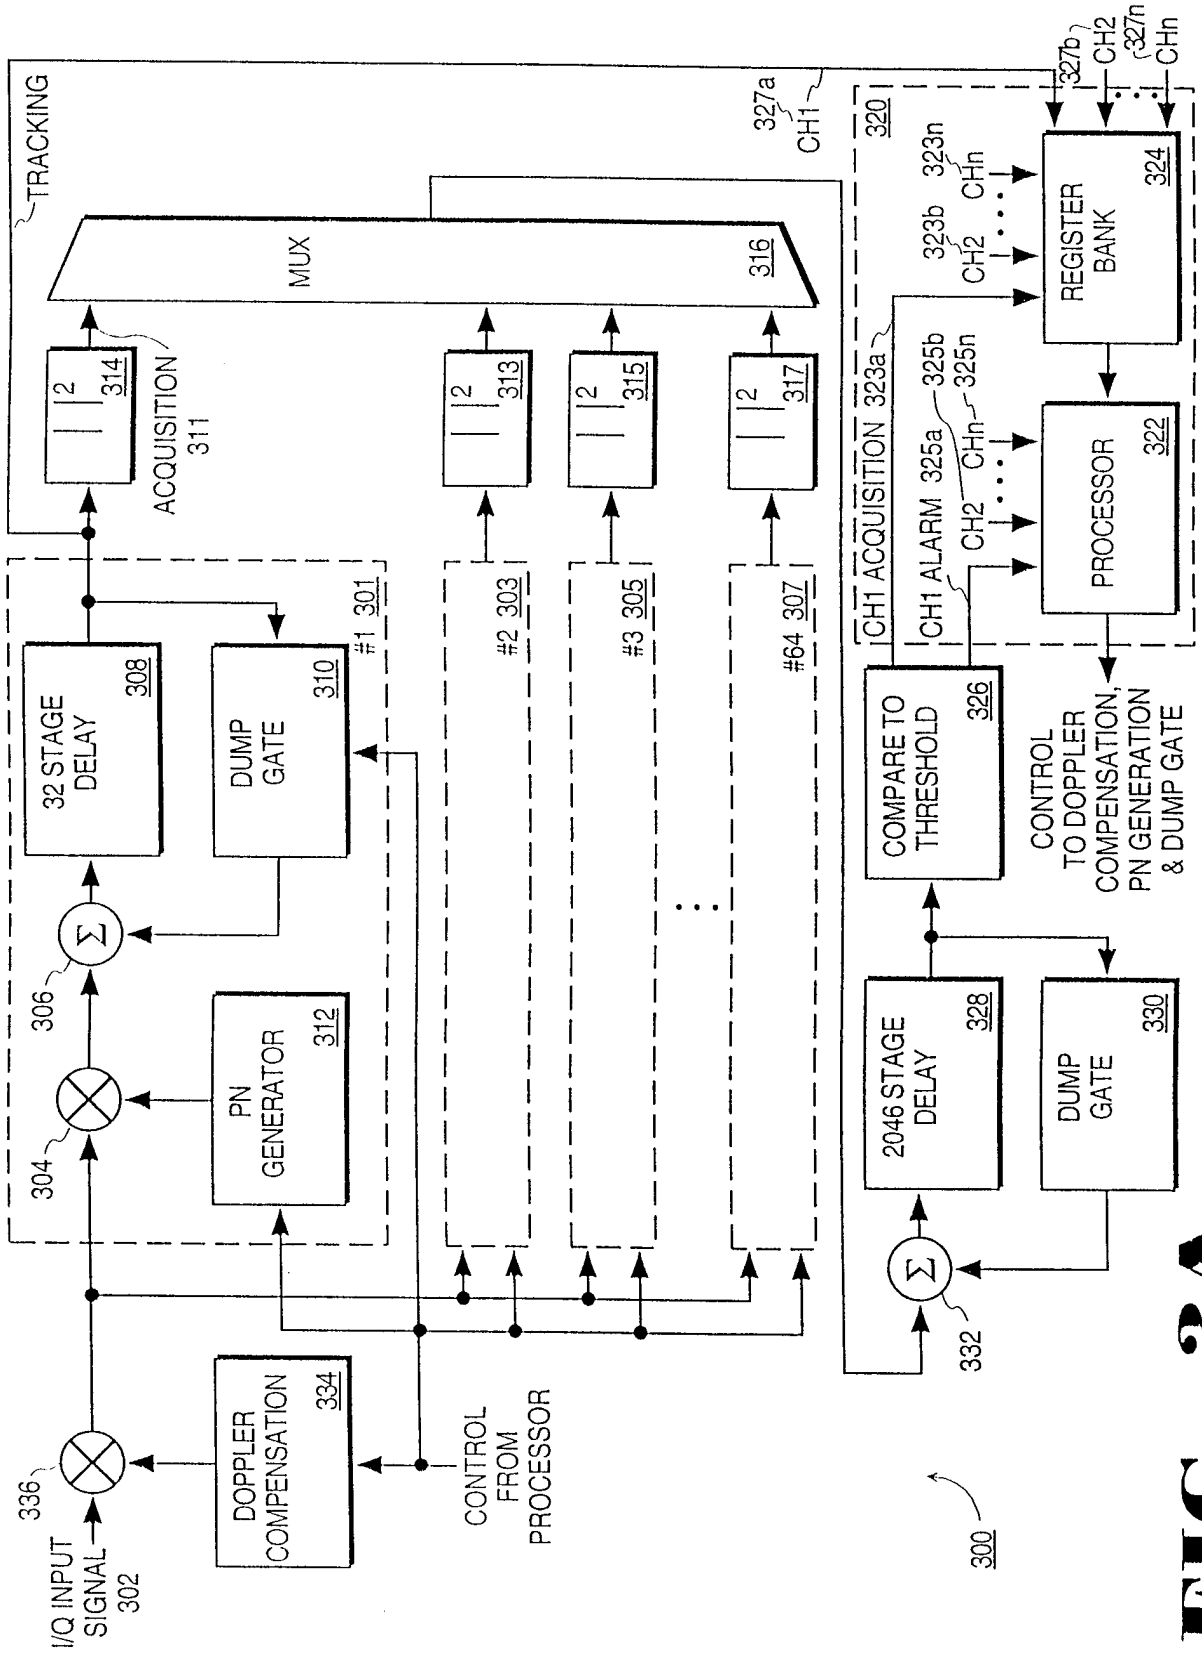 I/Q INPUT
SIGNAL
302
336
DOPPLER
COMPENSATION
334
CONTROL
FROM
PROCESSOR
304
306
PN
GENERATOR
312
Σ
32 STAGE
DELAY
308
DUMP
GATE
310
#1 301
#2 303
#3 305
#64 307
TRACKING
| |2
314
ACQUISITION
311
| |2
313
| |2
315
| |2
317
MUX
316
327a
CH1
Σ
332
2046 STAGE
DELAY
328
DUMP
GATE
330
COMPARE TO
THRESHOLD
326
CH1 ACQUISITION 323a
CH1 ALARM 325a
325b
325n
CH2
CHn
323b
CH2
323n
CHn
320
PROCESSOR
322
REGISTER
BANK
324
327b
CH2
327n
CHn
CONTROL
TO DOPPLER
COMPENSATION,
PN GENERATION
& DUMP GATE
300